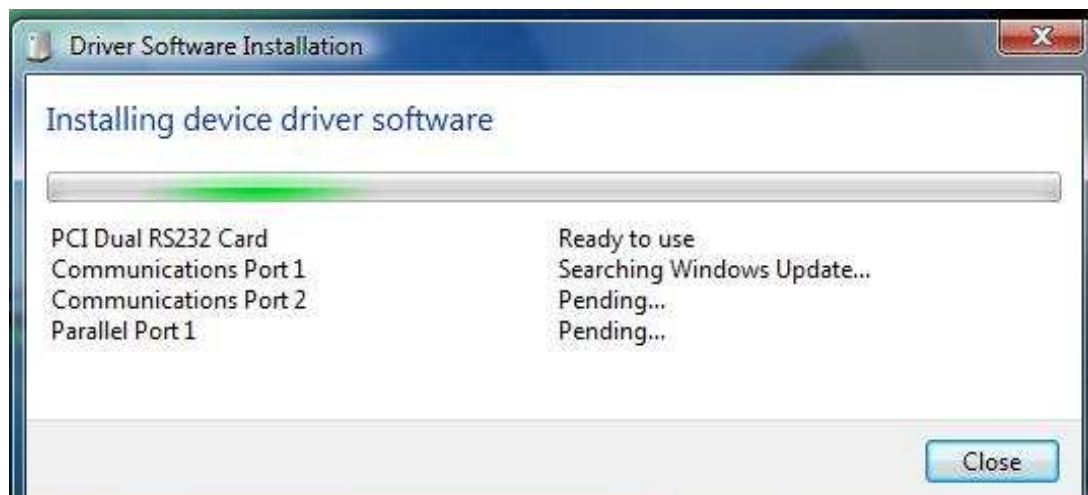 Driver Software Installation
Installing device driver software
PCI Dual RS232 Card Ready to use
Communications Port 1 Searching Windows Update...
Communications Port 2 Pending...
Parallel Port 1 Pending...
Close